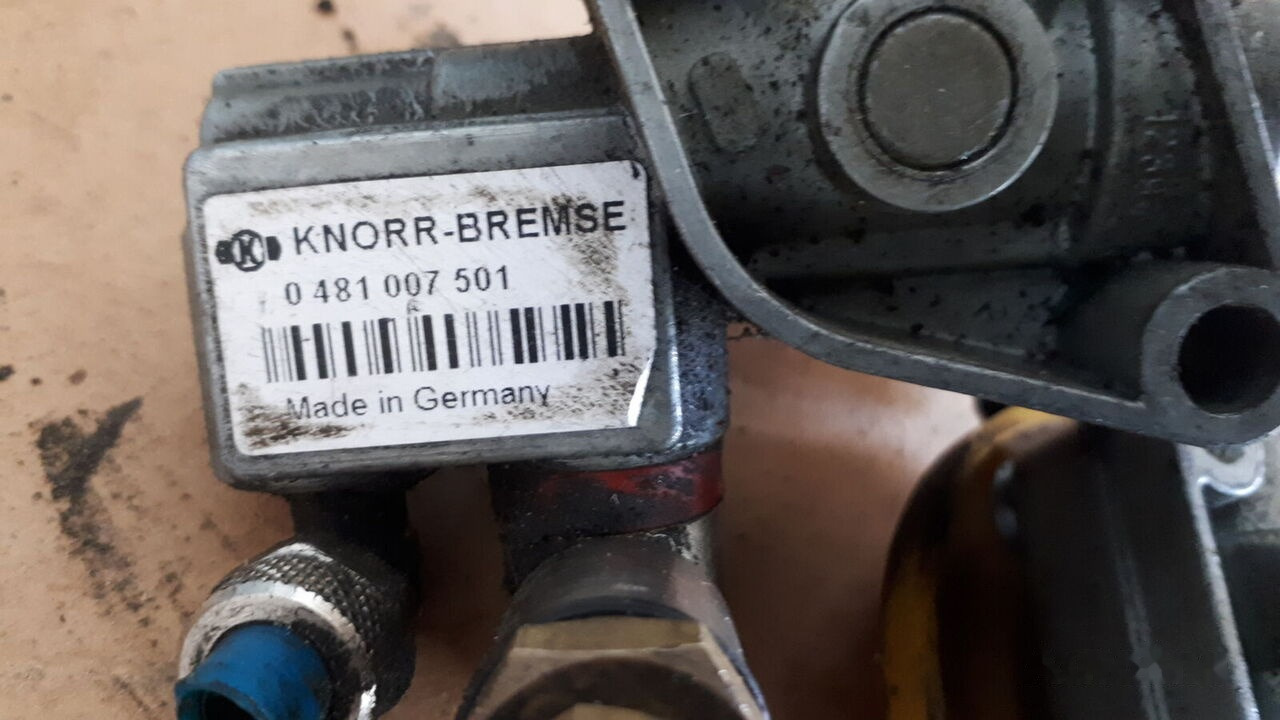 K KNORR-BREMSE
0 481 007 501
Made in Germany